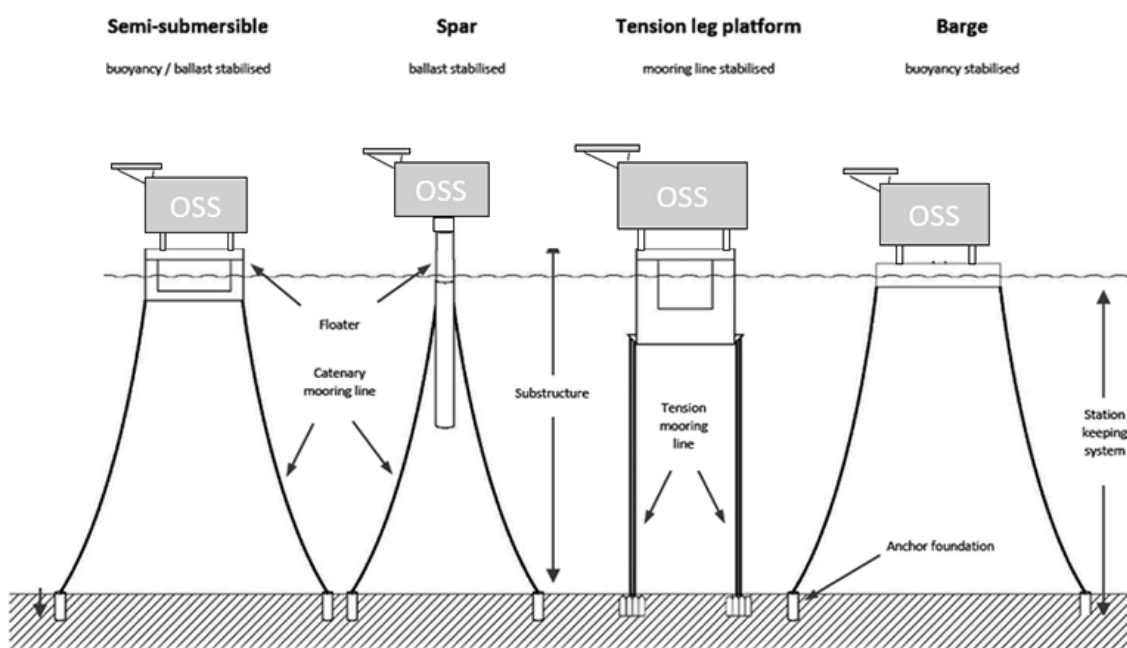 Semi-submersible
buoyancy / ballast stabilised
Spar
ballast stabilised
Tension leg platform
mooring line stabilised
Barge
buoyancy stabilised
OSS
OSS
OSS
OSS
Floater
Catenary
mooring line
Substructure
Tension
mooring
line
Station
keeping
system
Anchor foundation